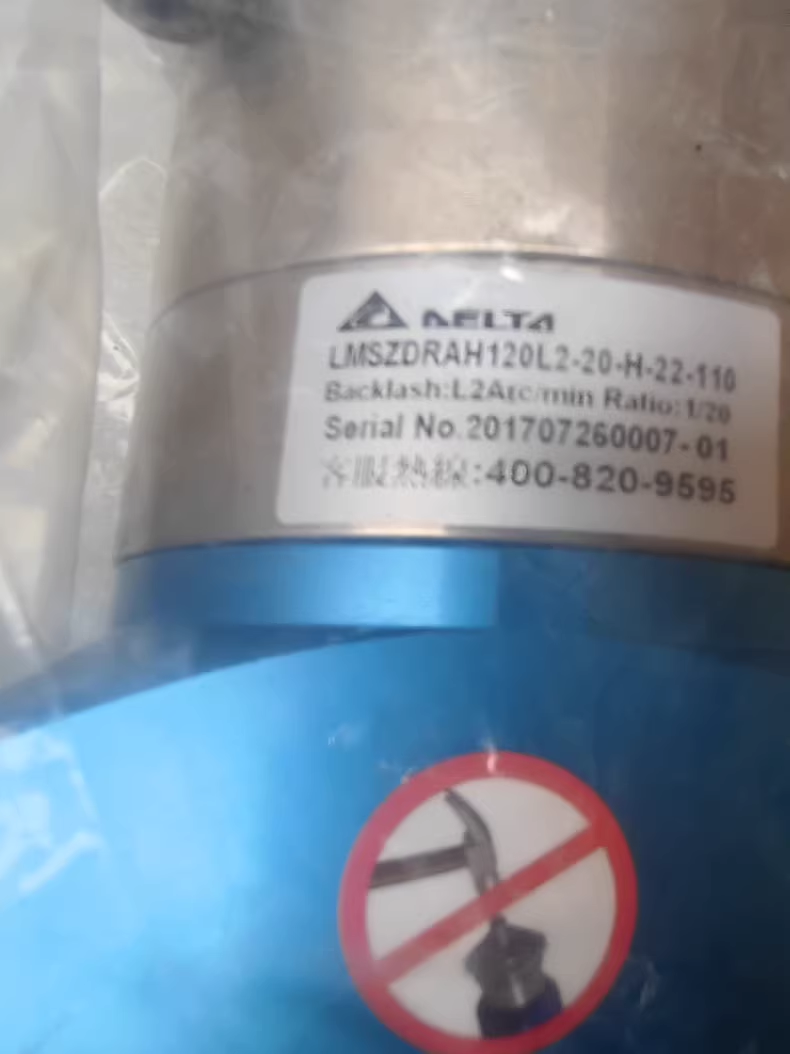 DELTA
LMSZDRAH120L2-20-H-22-110
Backlash:L2Arc/min Ratio:1/20
Serial No.201707260007-01
客服熱線:400-820-9595